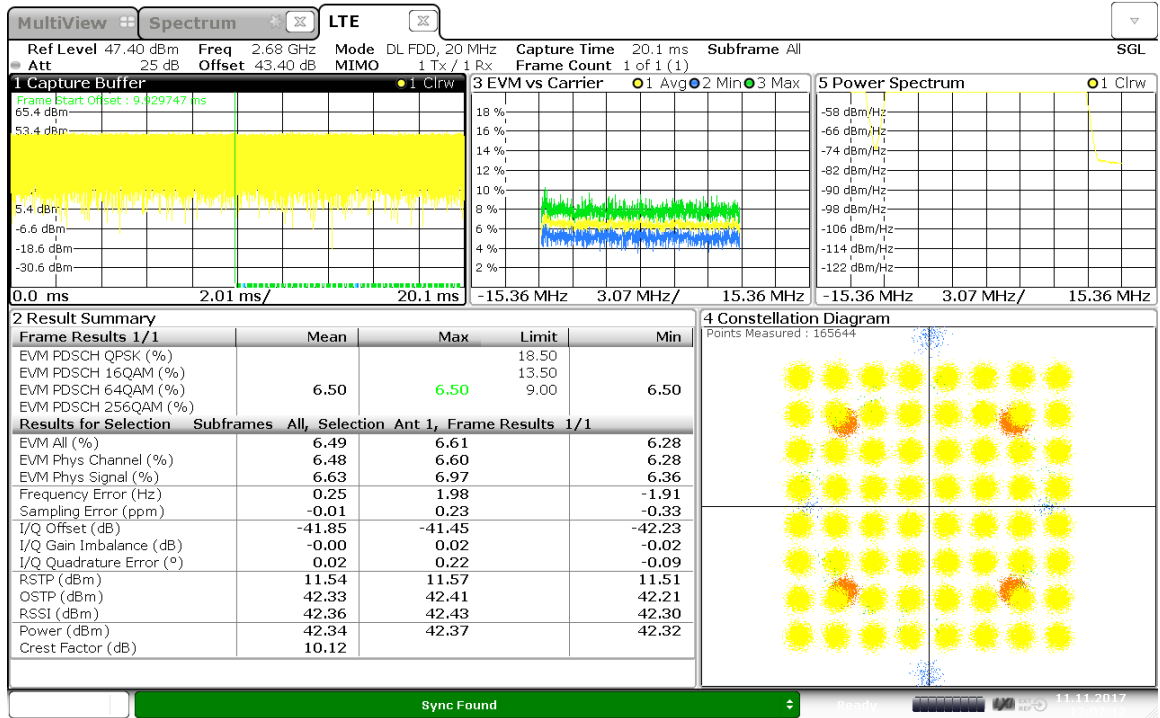 MultiView Spectrum LTE
Ref Level 47.40 dBm Freq 2.68 GHz Mode DL FDD, 20 MHz Capture Time 20.1 ms Subframe All SGL
Att 25 dB Offset 43.40 dB MIMO 1 Tx / 1 Rx Frame Count 1 of 1 (1)
1 Capture Buffer 1 Clrw
Frame Start Offset : 9.929747 ms
65.4 dBm
53.4 dBm
5.4 dBm
-6.6 dBm
-18.6 dBm
-30.6 dBm
0.0 ms 2.01 ms/ 20.1 ms
3 EVM vs Carrier 1 Avg 2 Min 3 Max
18 %
16 %
14 %
12 %
10 %
8 %
6 %
4 %
2 %
-15.36 MHz 3.07 MHz/ 15.36 MHz
5 Power Spectrum 1 Clrw
-58 dBm/Hz
-66 dBm/Hz
-74 dBm/Hz
-82 dBm/Hz
-90 dBm/Hz
-98 dBm/Hz
-106 dBm/Hz
-114 dBm/Hz
-122 dBm/Hz
-15.36 MHz 3.07 MHz/ 15.36 MHz
2 Result Summary
Frame Results 1/1 Mean Max Limit Min
EVM PDSCH QPSK (%) 18.50
EVM PDSCH 16QAM (%) 13.50
EVM PDSCH 64QAM (%) 6.50 6.50 9.00 6.50
EVM PDSCH 256QAM (%)
Results for Selection Subframes All, Selection Ant 1, Frame Results 1/1
EVM All (%) 6.49 6.61 6.28
EVM Phys Channel (%) 6.48 6.60 6.28
EVM Phys Signal (%) 6.63 6.97 6.36
Frequency Error (Hz) 0.25 1.98 -1.91
Sampling Error (ppm) -0.01 0.23 -0.33
I/Q Offset (dB) -41.85 -41.45 -42.23
I/Q Gain Imbalance (dB) -0.00 0.02 -0.02
I/Q Quadrature Error (º) 0.02 0.22 -0.09
RSTP (dBm) 11.54 11.57 11.51
OSTP (dBm) 42.33 42.41 42.21
RSSI (dBm) 42.36 42.43 42.30
Power (dBm) 42.34 42.37 42.32
Crest Factor (dB) 10.12
4 Constellation Diagram
Points Measured : 165644
Sync Found
Ready
LXI
11.11.2017